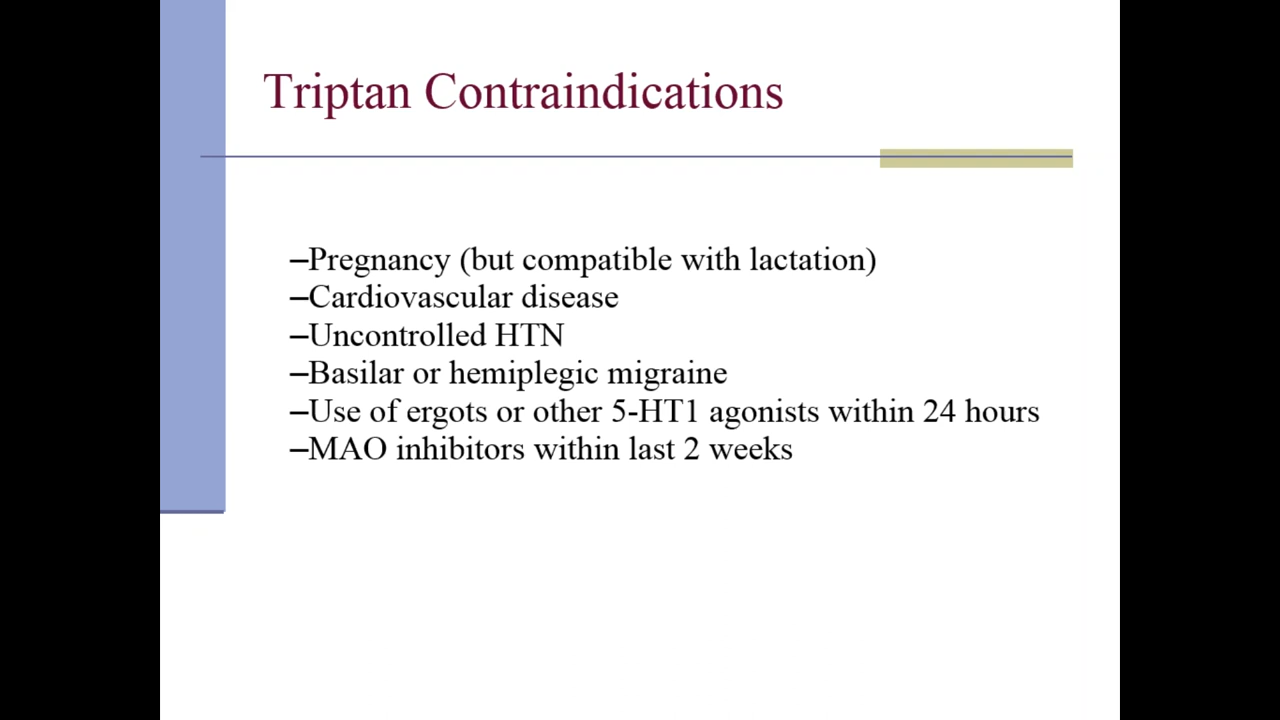 Triptan Contraindications
–Pregnancy (but compatible with lactation)
–Cardiovascular disease
–Uncontrolled HTN
–Basilar or hemiplegic migraine
–Use of ergots or other 5-HT1 agonists within 24 hours
–MAO inhibitors within last 2 weeks